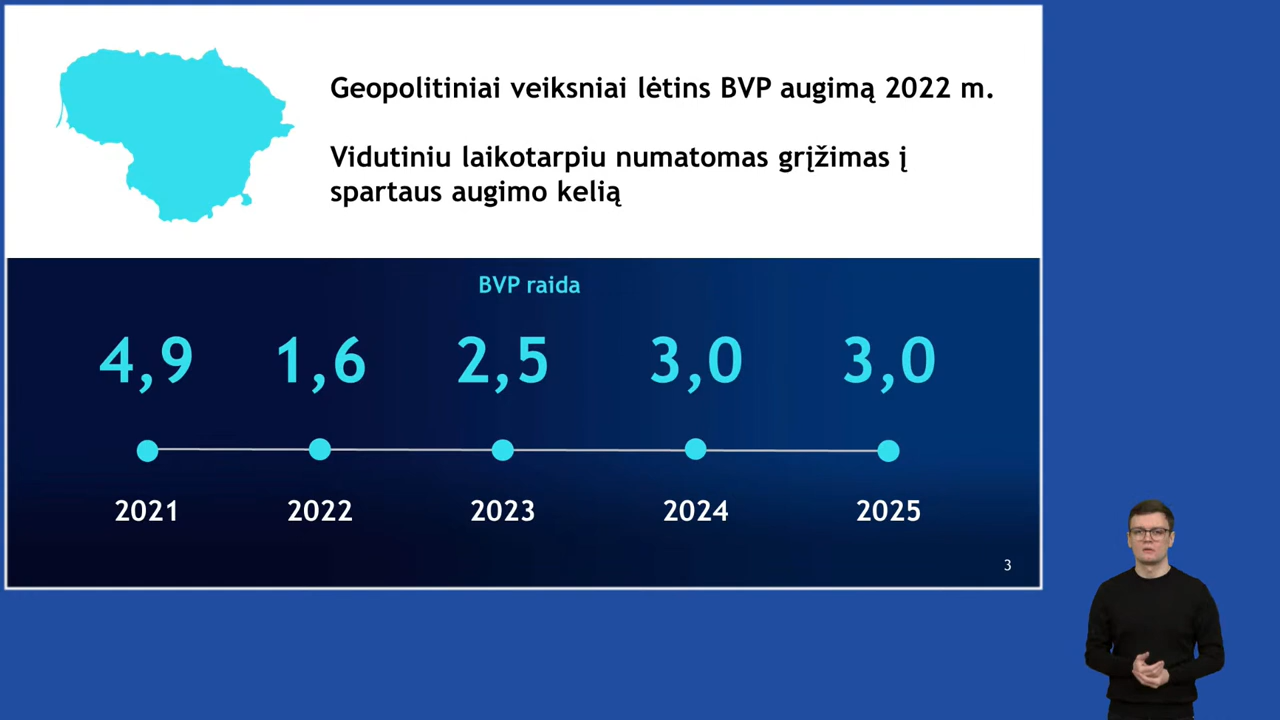 Geopolitiniai veiksniai lėtins BVP augimą 2022 m.
Vidutiniu laikotarpiu numatomas grįžimas į
spartaus augimo kelią
BVP raida
4,9 1,6 2,5 3,0 3,0
2021 2022 2023 2024 2025
3